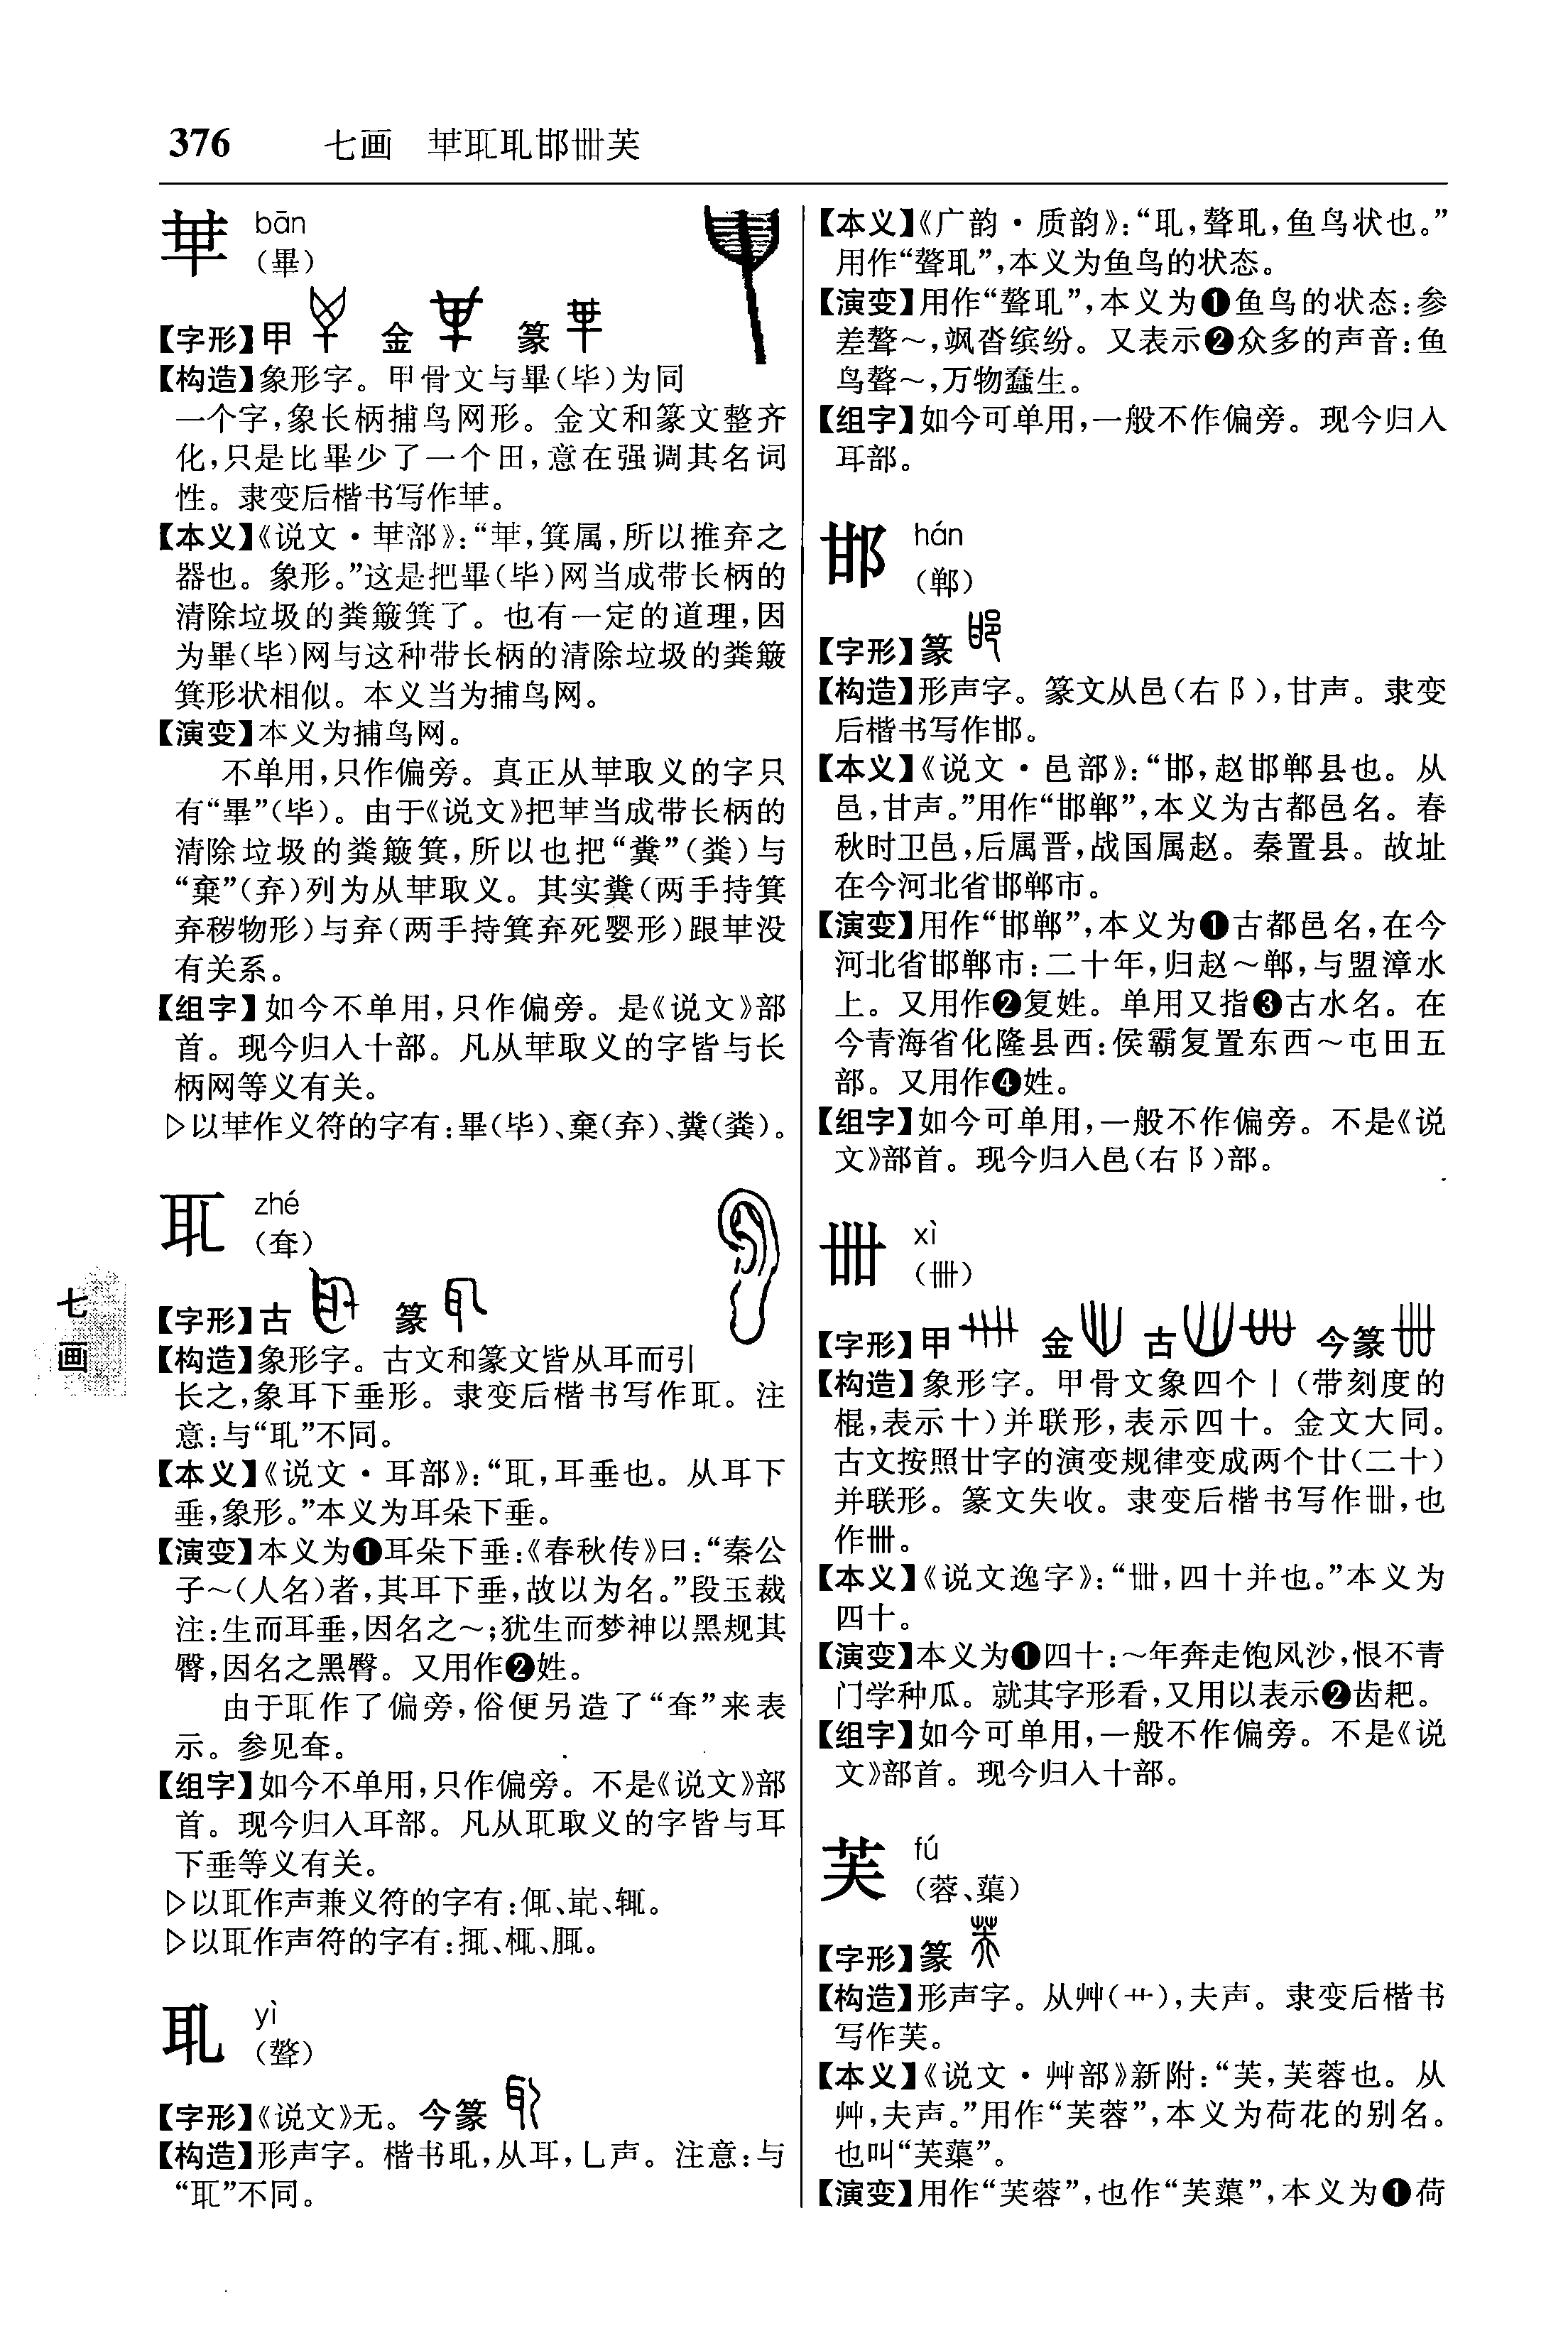 376 七画 𠦒耴耴邯卌芙
𠦒 bān
（畢）
【字形】甲 金 篆
【构造】象形字。甲骨文与畢（毕）为同
一个字，象长柄捕鸟网形。金文和篆文整齐
化，只是比畢少了一个田，意在强调其名词
性。隶变后楷书写作𠦒。
【本义】《说文·𠦒部》：“𠦒，箕属，所以推弃之
器也。象形。”这是把畢（毕）网当成带长柄的
清除垃圾的粪簸箕了。也有一定的道理，因
为畢（毕）网与这种带长柄的清除垃圾的粪簸
箕形状相似。本义当为捕鸟网。
【演变】本义为捕鸟网。
不单用，只作偏旁。真正从𠦒取义的字只
有“畢”（毕）。由于《说文》把𠦒当成带长柄的
清除垃圾的粪簸箕，所以也把“糞”（粪）与
“棄”（弃）列为从𠦒取义。其实糞（两手持箕
弃秽物形）与弃（两手持箕弃死婴形）跟𠦒没
有关系。
【组字】如今不单用，只作偏旁。是《说文》部
首。现今归入十部。凡从𠦒取义的字皆与长
柄网等义有关。
▷以𠦒作义符的字有：畢（毕）、棄（弃）、糞（粪）。
耴 zhé
（耷）
【字形】古 篆
【构造】象形字。古文和篆文皆从耳而引
长之，象耳下垂形。隶变后楷书写作耴。注
意：与“耴”不同。
【本义】《说文·耳部》：“耴，耳垂也。从耳下
垂，象形。”本义为耳朵下垂。
【演变】本义为❶耳朵下垂：《春秋传》曰：“秦公
子～（人名）者，其耳下垂，故以为名。”段玉裁
注：生而耳垂，因名之～；犹生而梦神以黑规其
臀，因名之黑臀。又用作❷姓。
由于耴作了偏旁，俗便另造了“耷”来表
示。参见耷。
【组字】如今不单用，只作偏旁。不是《说文》部
首。现今归入耳部。凡从耴取义的字皆与耳
下垂等义有关。
▷以耴作声兼义符的字有：㑙、辄。
▷以耴作声符的字有：
耴 yì
（聱）
【字形】《说文》无。今篆
【构造】形声字。楷书耴，从耳，乚声。注意：与
“耴”不同。
七画
【本义】《广韵·质韵》：“耴，聱耴，鱼鸟状也。”
用作“聱耴”，本义为鱼鸟的状态。
【演变】用作“聱耴”，本义为❶鱼鸟的状态：参
差聱～，飒沓缤纷。又表示❷众多的声音：鱼
鸟聱～，万物蠢生。
【组字】如今可单用，一般不作偏旁。现今归入
耳部。
邯 hán
（郸）
【字形】篆
【构造】形声字。篆文从邑（右阝），甘声。隶变
后楷书写作邯。
【本义】《说文·邑部》：“邯，赵邯郸县也。从
邑，甘声。”用作“邯郸”，本义为古都邑名。春
秋时卫邑，后属晋，战国属赵。秦置县。故址
在今河北省邯郸市。
【演变】用作“邯郸”，本义为❶古都邑名，在今
河北省邯郸市：二十年，归赵～郸，与盟漳水
上。又用作❷复姓。单用又指❸古水名。在
今青海省化隆县西：侯霸复置东西～屯田五
部。又用作❹姓。
【组字】如今可单用，一般不作偏旁。不是《说
文》部首。现今归入邑（右阝）部。
卌 xì
（卌）
【字形】甲 金 古 今篆
【构造】象形字。甲骨文象四个丨（带刻度的
棍，表示十）并联形，表示四十。金文大同。
古文按照廿字的演变规律变成两个廿（二十）
并联形。篆文失收。隶变后楷书写作卌，也
作卌。
【本义】《说文逸字》：“卌，四十并也。”本义为
四十。
【演变】本义为❶四十：～年奔走饱风沙，恨不青
门学种瓜。就其字形看，又用以表示❷齿耙。
【组字】如今可单用，一般不作偏旁。不是《说
文》部首。现今归入十部。
芙 fú
（蓉、蕖）
【字形】篆
【构造】形声字。从艸（艹），夫声。隶变后楷书
写作芙。
【本义】《说文·艸部》新附：“芙，芙蓉也。从
艸，夫声。”用作“芙蓉”，本义为荷花的别名。
也叫“芙蕖”。
【演变】用作“芙蓉”，也作“芙蕖”，本义为❶荷